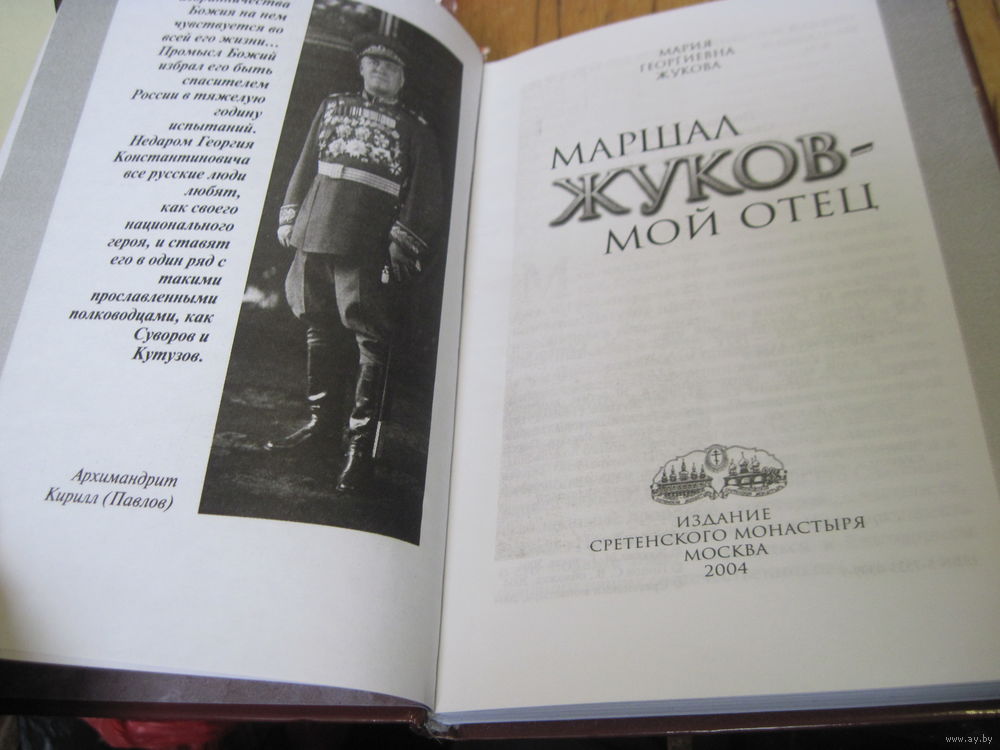 Божия на нем
чувствуется во
всей его жизни...
Промысл Божий
избрал его быть
спасителем
России в тяжелую
годину
испытаний.
Недаром Георгия
Константиновича
все русские люди
любят,
как своего
национального
героя, и ставят
его в один ряд с
такими
прославленными
полководцами, как
Суворов и
Кутузов.
Архимандрит
Кирилл (Павлов)
МАРИЯ
ГЕОРГИЕВНА
ЖУКОВА
МАРШАЛ
ЖУКОВ-
МОЙ ОТЕЦ
ИЗДАНИЕ
СРЕТЕНСКОГО МОНАСТЫРЯ
МОСКВА
2004
www.ay.by